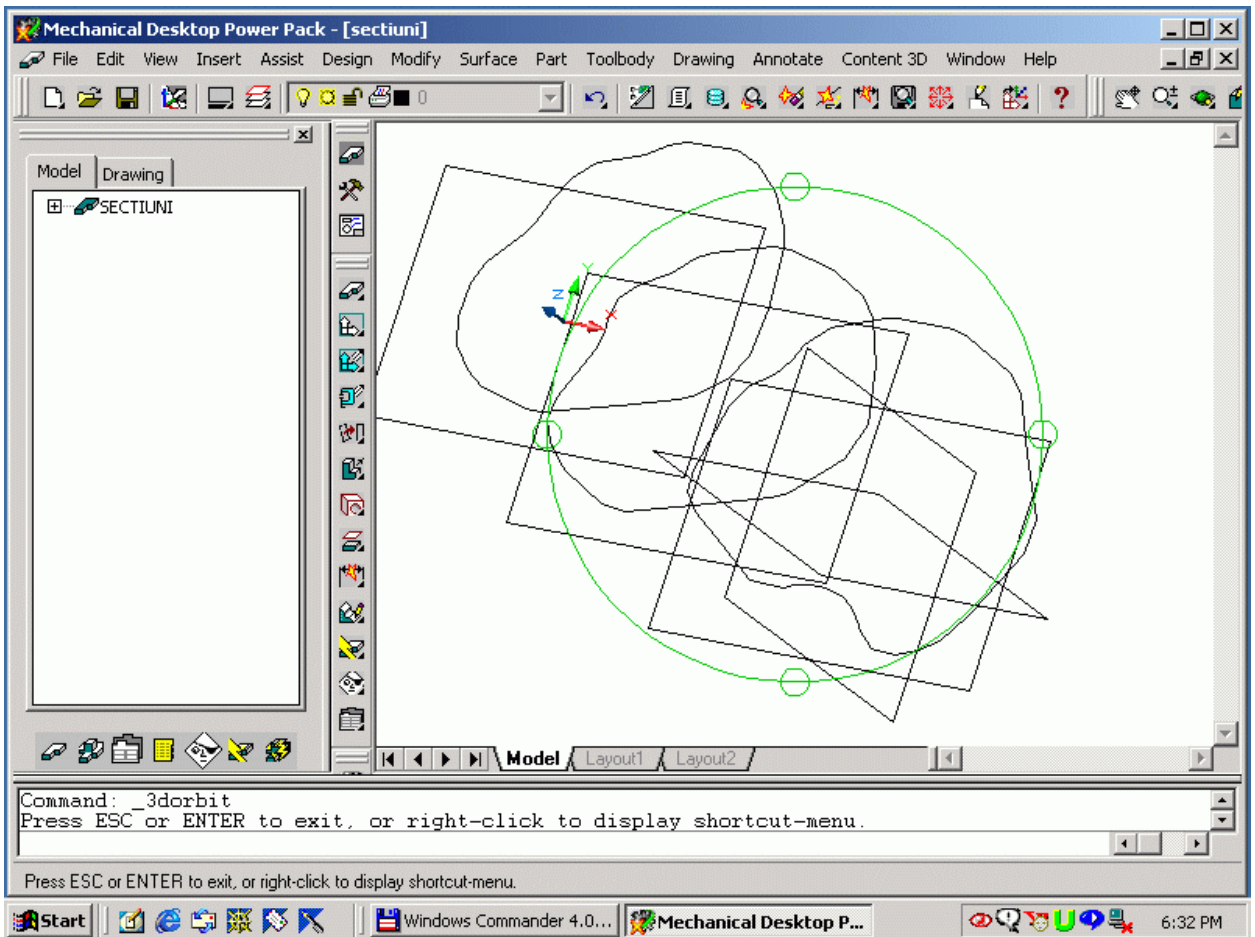 Mechanical Desktop Power Pack - [sectiuni]
File Edit View Insert Assist Design Modify Surface Part Toolbody Drawing Annotate Content 3D Window Help
0
Model Drawing
SECTIUNI
Y
Z
X
Model Layout1 Layout2
Command: _3dorbit
Press ESC or ENTER to exit, or right-click to display shortcut-menu.
Press ESC or ENTER to exit, or right-click to display shortcut-menu.
Start Windows Commander 4.0... Mechanical Desktop P... 6:32 PM